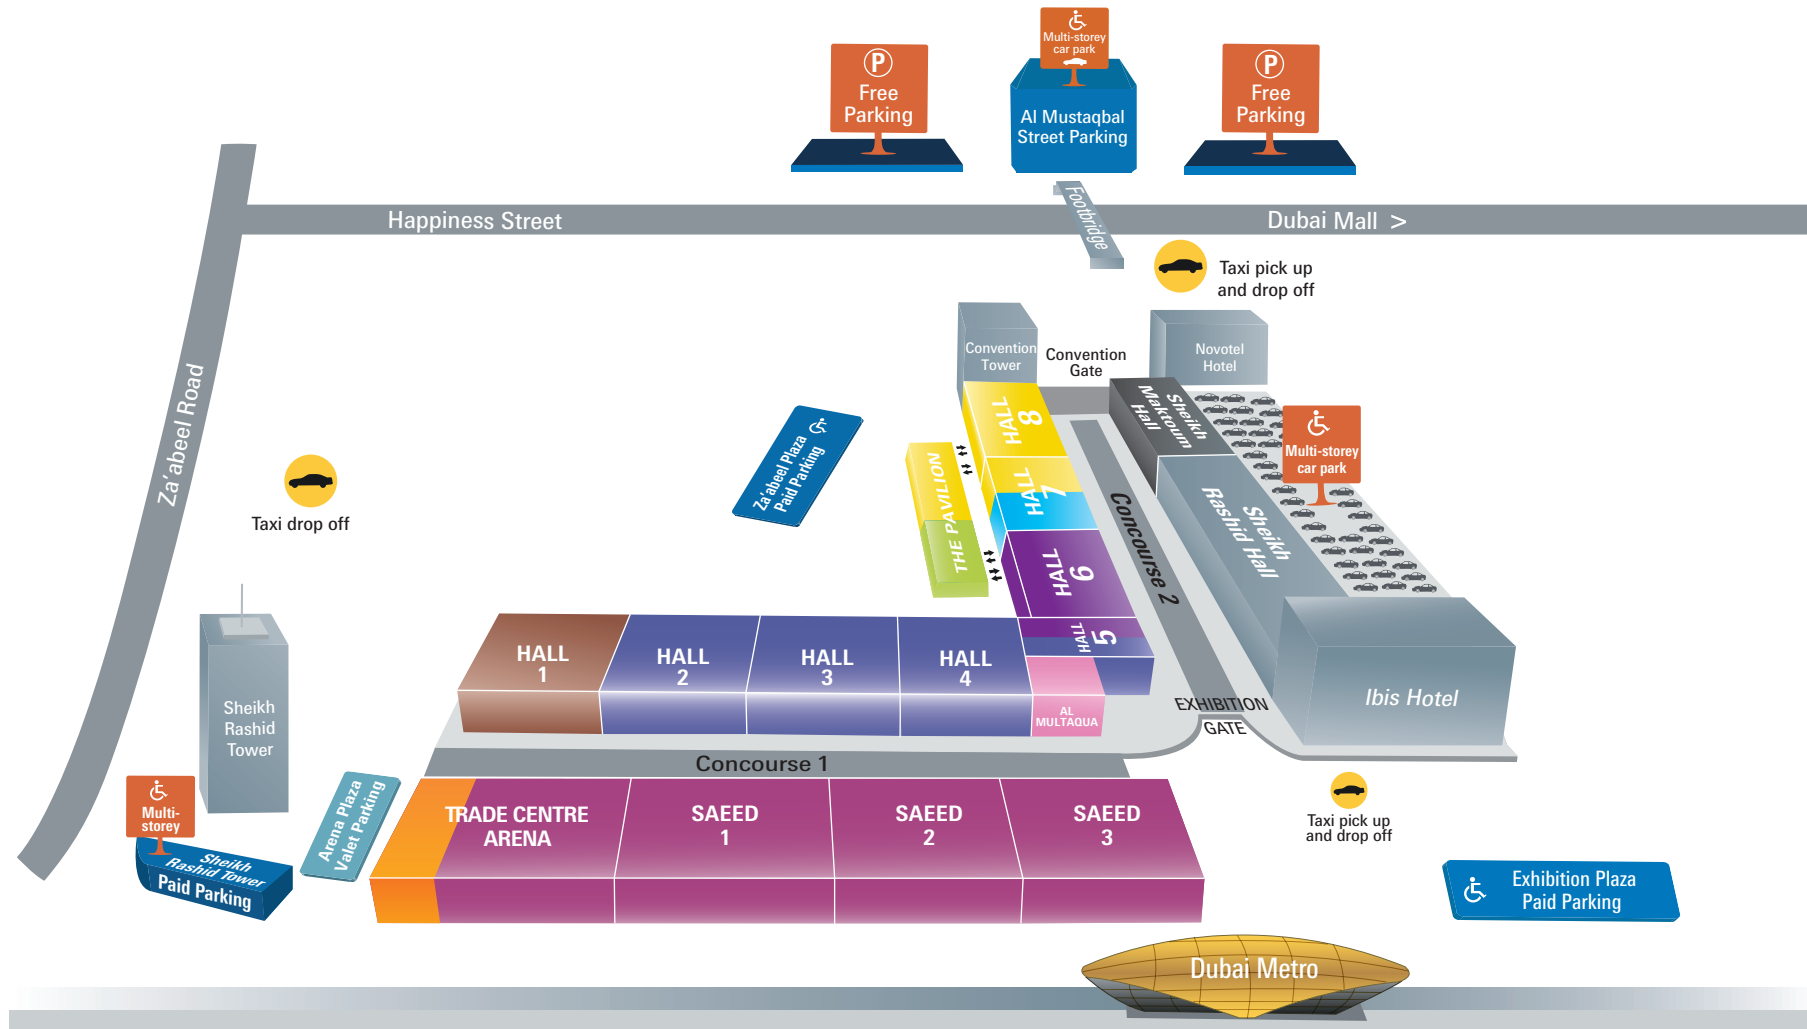 Multi-storey
car park
P
Free
Parking
Al Mustaqbal
Street Parking
P
Free
Parking
Happiness Street
Footbridge
Dubai Mall >
Taxi pick up
and drop off
Za'abeel Road
Convention
Tower
Convention
Gate
Novotel
Hotel
Sheikh
Maktoum
Hall
HALL
8
Za'abeel Plaza
Paid Parking
Multi-storey
car park
THE PAVILION
HALL
7
Concourse 2
Sheikh
Rashid Hall
Taxi drop off
HALL
6
HALL
5
HALL
1
HALL
2
HALL
3
HALL
4
AL
MULTAQUA
EXHIBITION
GATE
Ibis Hotel
Sheikh
Rashid
Tower
Concourse 1
Multi-
storey
Sheikh
Rashid Tower
Paid Parking
Arena Plaza
Valet Parking
TRADE CENTRE
ARENA
SAEED
1
SAEED
2
SAEED
3
Taxi pick up
and drop off
Exhibition Plaza
Paid Parking
Dubai Metro